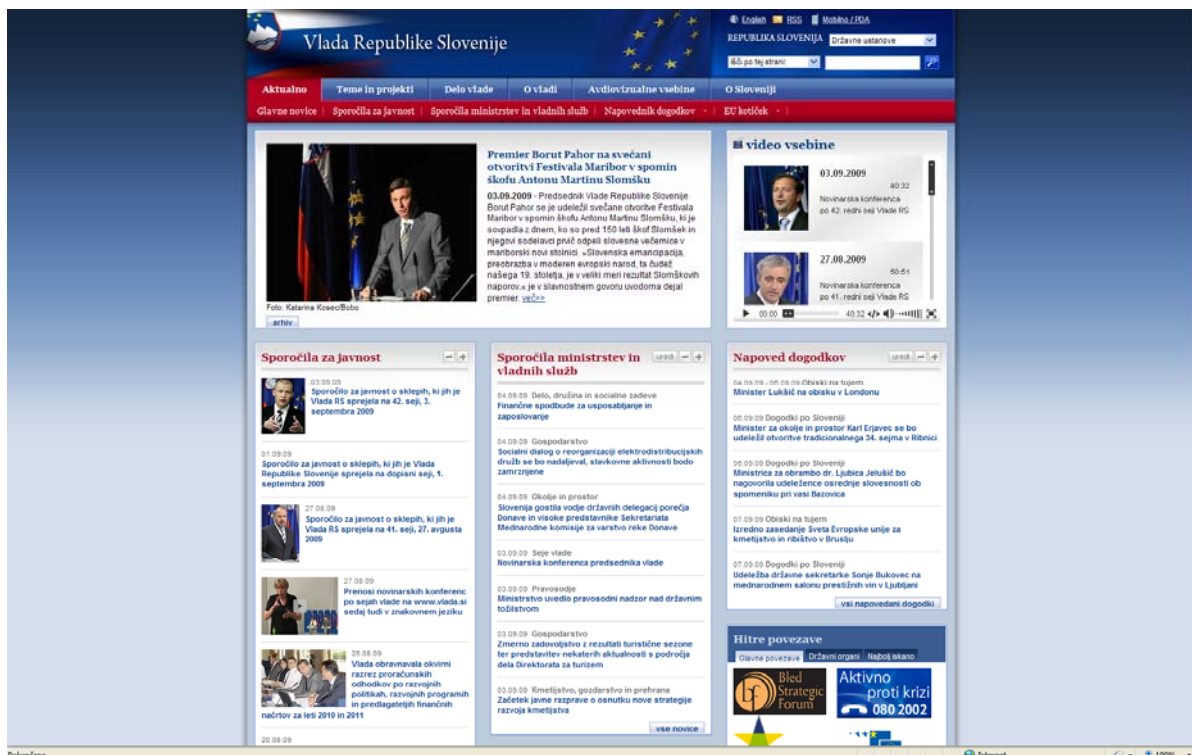 English RSS Mobilno / PDA
Vlada Republike Slovenije
REPUBLIKA SLOVENIJA Državne ustanove
Išči po tej strani:
Aktualno Teme in projekti Delo vlade O vladi Avdiovizualne vsebine O Sloveniji
Glavne novice Sporočila za javnost Sporočila ministrstev in vladnih služb Napovednik dogodkov EU kotiček
Premier Borut Pahor na svečani
otvoritvi Festivala Maribor v spomin
škofu Antonu Martinu Slomšku
03.09.2009 - Predsednik Vlade Republike Slovenije
Borut Pahor se je udeležil svečane otvoritve Festivala
Maribor v spomin škofu Antonu Martinu Slomšku, ki je
sovpadla z dnem, ko so pred 150 leti škof Slomšek in
njegovi sodelavci prvič odpeli slovesne večernice v
mariborski novi stolnici. »Slovenska emancipacija,
preobrazba v moderen evropski narod, ta čudež
našega 19. stoletja, je v veliki meri rezultat Slomškovih
naporov,« je v slavnostnem govoru uvodoma dejal
premier. več>>
Foto: Katarina Kosec/Bobo
arhiv
video vsebine
03.09.2009
40:32
Novinarska konferenca
po 42. redni seji Vlade RS
27.08.2009
50:51
Novinarska konferenca
po 41. redni seji Vlade RS
00:00 40:32
Sporočila za javnost
03.09.09
Sporočilo za javnost o sklepih, ki jih je
Vlada RS sprejela na 42. seji, 3.
septembra 2009
01.09.09
Sporočilo za javnost o sklepih, ki jih je Vlada
Republike Slovenije sprejela na dopisni seji, 1.
septembra 2009
27.08.09
Sporočilo za javnost o sklepih, ki jih je
Vlada RS sprejela na 41. seji, 27. avgusta
2009
27.08.09
Prenosi novinarskih konferenc
po sejah vlade na www.vlada.si
sedaj tudi v znakovnem jeziku
26.08.09
Vlada obravnavala okvirni
razrez proračunskih
odhodkov po razvojnih
politikah, razvojnih programih
in predlagateljih finančnih
načrtov za leti 2010 in 2011
20.08.09
Sporočila ministrstev in
vladnih služb
uredi
04.09.09 Delo, družina in socialne zadeve
Finančne spodbude za usposabljanje in
zaposlovanje
04.09.09 Gospodarstvo
Socialni dialog o reorganizaciji elektrodistribucijskih
družb se bo nadaljeval, stavkovne aktivnosti bodo
zamrznjene
04.09.09 Okolje in prostor
Slovenija gostila vodje državnih delegacij porečja
Donave in visoke predstavnike Sekretariata
Mednarodne komisije za varstvo reke Donave
03.09.09 Seje vlade
Novinarska konferenca predsednika vlade
03.09.09 Pravosodje
Ministrstvo uvedlo pravosodni nadzor nad državnim
tožilstvom
03.09.09 Gospodarstvo
Zmerno zadovoljstvo z rezultati turistične sezone
ter predstavitev nekaterih aktualnosti s področja
dela Direktorata za turizem
03.09.09 Kmetijstvo, gozdarstvo in prehrana
Začetek javne razprave o osnutku nove strategije
razvoja kmetijstva
vse novice
Napoved dogodkov
uredi
04.09.09 - 05.09.09 Obiski na tujem
Minister Lukšič na obisku v Londonu
06.09.09 Dogodki po Sloveniji
Minister za okolje in prostor Karl Erjavec se bo
udeležil otvoritve tradicionalnega 34. sejma v Ribnici
06.09.09 Dogodki po Sloveniji
Ministrica za obrambo dr. Ljubica Jelušič bo
nagovorila udeležence osrednje slovesnosti ob
spomeniku pri vasi Bazovica
07.09.09 Obiski na tujem
Izredno zasedanje Sveta Evropske unije za
kmetijstvo in ribištvo v Bruslju
07.09.09 Dogodki po Sloveniji
Udeležba državne sekretarke Sonje Bukovec na
mednarodnem salonu prestižnih vin v Ljubljani
vsi napovedani dogodki
Hitre povezave
Glavne povezave Državni organi Najbolj iskano
Bled
Strategic
Forum
Aktivno
proti krizi
080 2002
Internet 100%